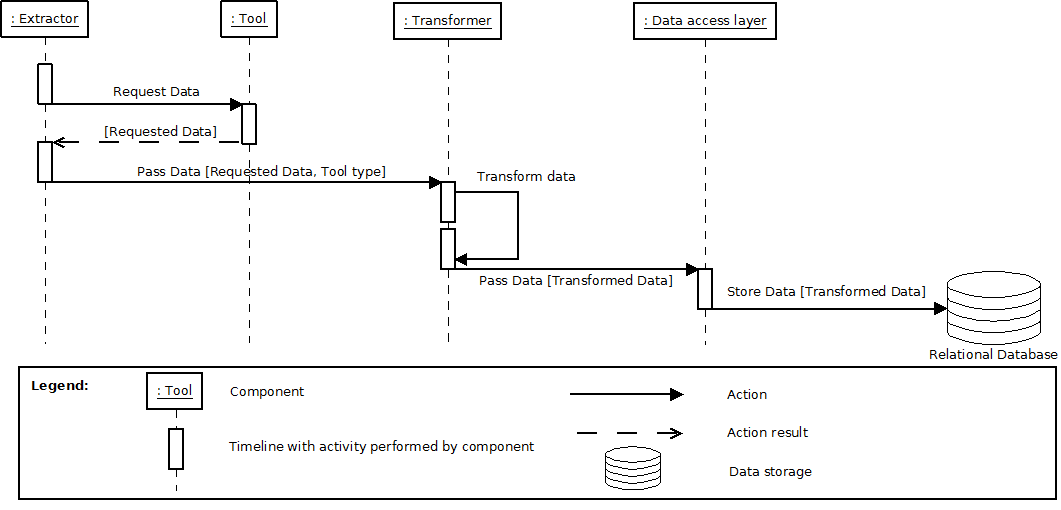 : Extractor
: Tool
: Transformer
: Data access layer
Request Data
[Requested Data]
Pass Data [Requested Data, Tool type]
Transform data
Pass Data [Transformed Data]
Store Data [Transformed Data]
Relational Database
Legend:
: Tool
Component
Action
Timeline with activity performed by component
Action result
Data storage